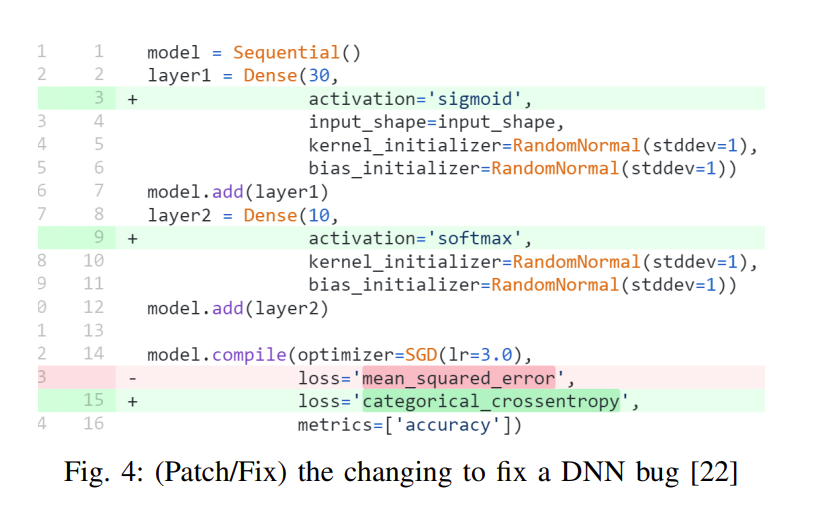 1 1 model = Sequential()
2 2 layer1 = Dense(30,
3 + activation='sigmoid',
3 4 input_shape=input_shape,
4 5 kernel_initializer=RandomNormal(stddev=1),
5 6 bias_initializer=RandomNormal(stddev=1))
6 7 model.add(layer1)
7 8 layer2 = Dense(10,
9 + activation='softmax',
8 10 kernel_initializer=RandomNormal(stddev=1),
9 11 bias_initializer=RandomNormal(stddev=1))
0 12 model.add(layer2)
1 13
2 14 model.compile(optimizer=SGD(lr=3.0),
3 - loss='mean_squared_error',
15 + loss='categorical_crossentropy',
4 16 metrics=['accuracy'])
Fig. 4: (Patch/Fix) the changing to fix a DNN bug [22]